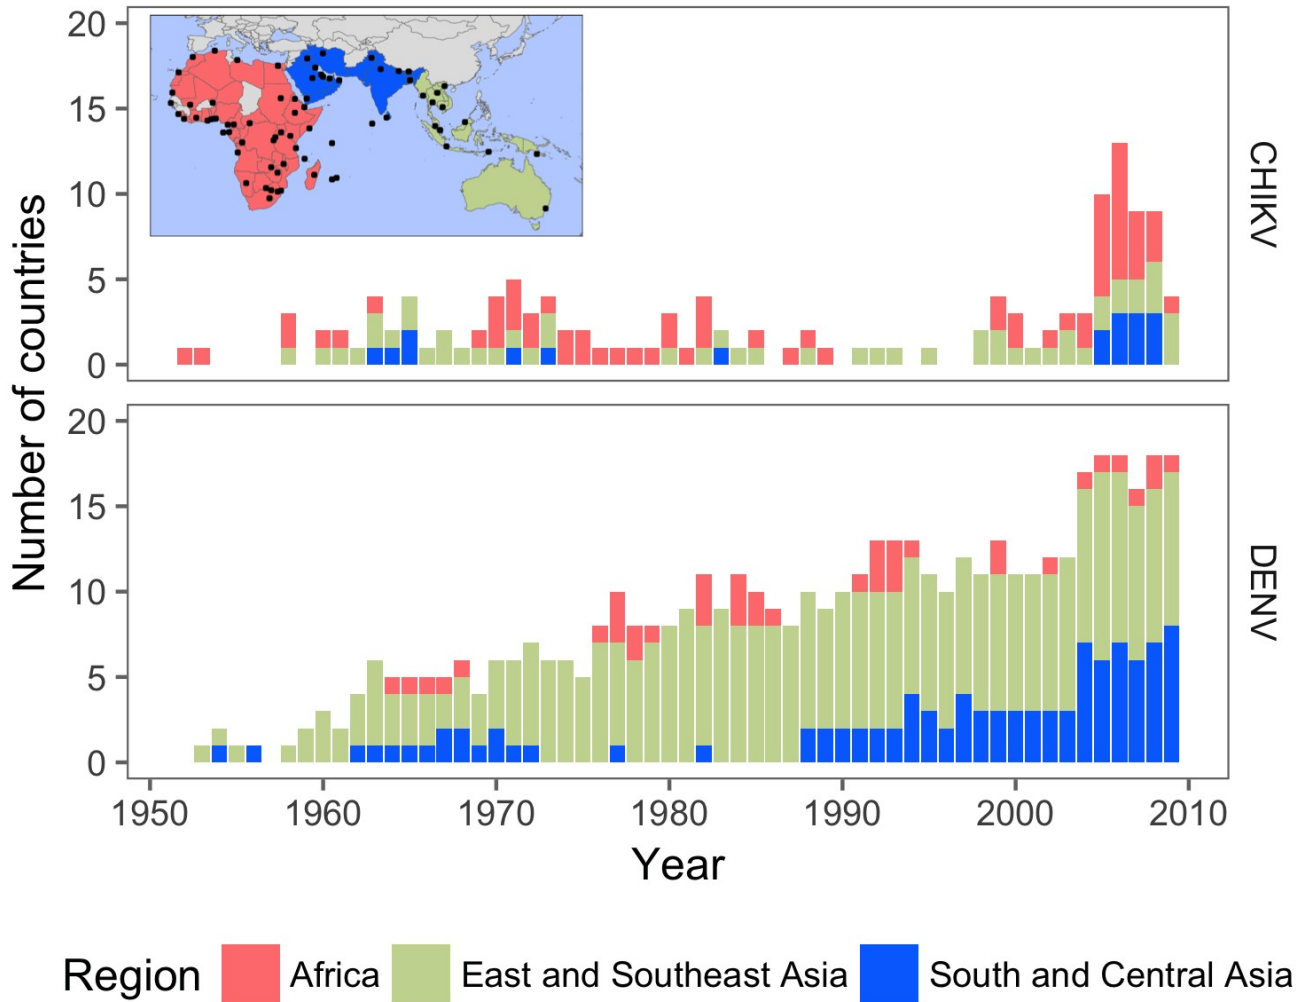 20
15
10
5
0
CHIKV
Number of countries
20
15
10
5
0
DENV
1950 1960 1970 1980 1990 2000 2010
Year
Region Africa East and Southeast Asia South and Central Asia